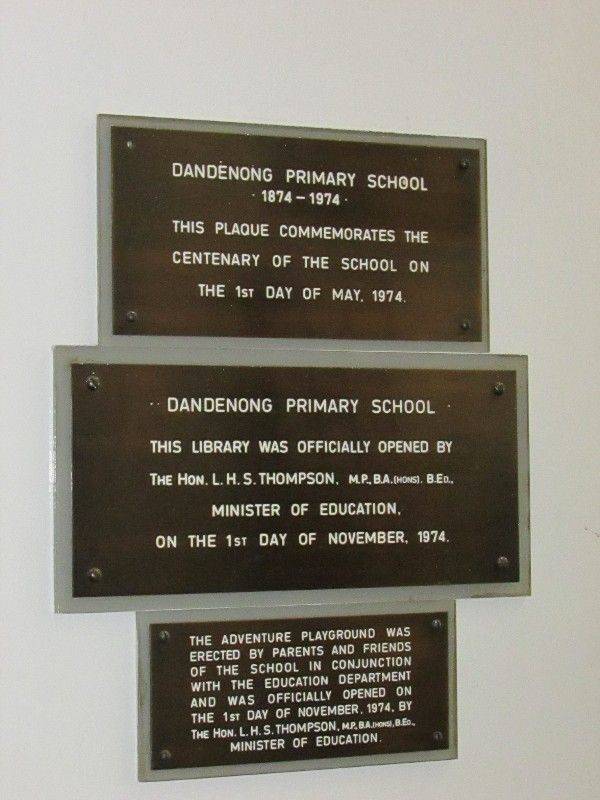 DANDENONG PRIMARY SCHOOL
· 1874 – 1974 ·
THIS PLAQUE COMMEMORATES THE
CENTENARY OF THE SCHOOL ON
THE 1ST DAY OF MAY, 1974.
·· DANDENONG PRIMARY SCHOOL ·
THIS LIBRARY WAS OFFICIALLY OPENED BY
THE HON. L. H. S. THOMPSON, M.P., B.A. (HONS). B.ED.,
MINISTER OF EDUCATION,
ON THE 1ST DAY OF NOVEMBER, 1974.
THE ADVENTURE PLAYGROUND WAS
ERECTED BY PARENTS AND FRIENDS
OF THE SCHOOL IN CONJUNCTION
WITH THE EDUCATION DEPARTMENT
AND WAS OFFICIALLY OPENED ON
THE 1ST DAY OF NOVEMBER, 1974, BY
THE HON. L. H. S. THOMPSON, M.P., B.A. (HONS), B.ED.,
MINISTER OF EDUCATION.